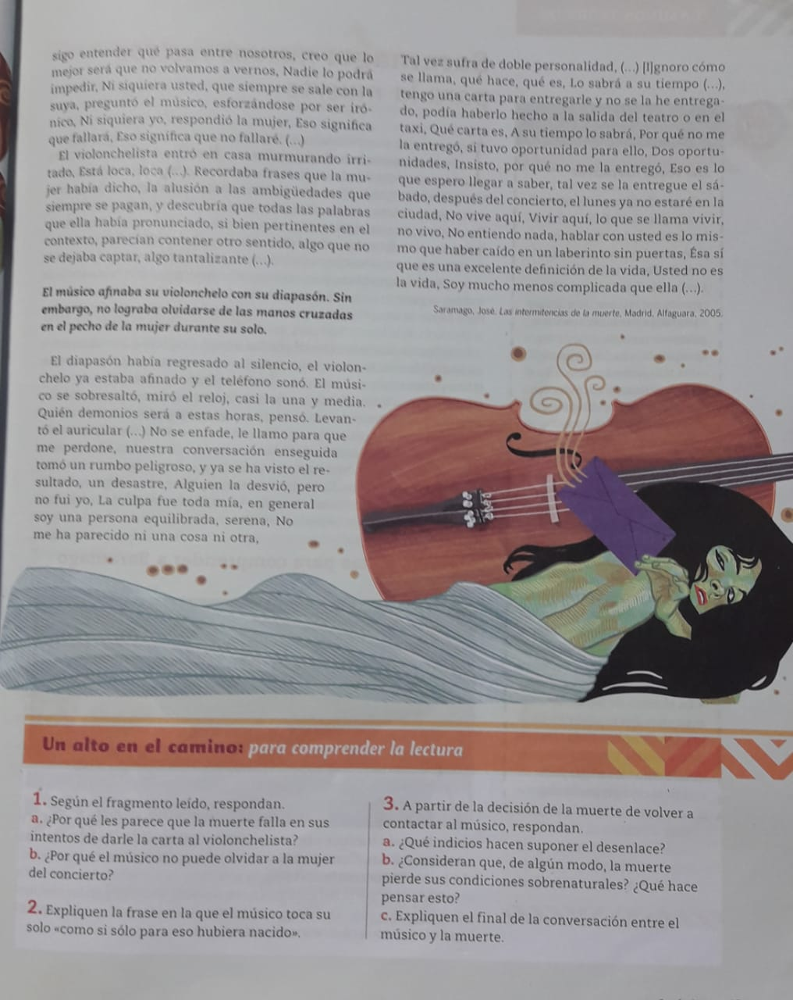 sigo entender qué pasa entre nosotros, creo que lo
mejor será que no volvamos a vernos, Nadie lo podrá
impedir, Ni siquiera usted, que siempre se sale con la
suya, preguntó el músico, esforzándose por ser iró-
nico, Ni siquiera yo, respondió la mujer, Eso significa
que fallará, Eso significa que no fallaré. (...)
El violonchelista entró en casa murmurando irri-
tado, Está loca, loca (...). Recordaba frases que la mu-
jer había dicho, la alusión a las ambigüedades que
siempre se pagan, y descubría que todas las palabras
que ella había pronunciado, si bien pertinentes en el
contexto, parecían contener otro sentido, algo que no
se dejaba captar, algo tantalizante (...).
El músico afinaba su violonchelo con su diapasón. Sin
embargo, no lograba olvidarse de las manos cruzadas
en el pecho de la mujer durante su solo.
El diapasón había regresado al silencio, el violon-
chelo ya estaba afinado y el teléfono sonó. El músi-
co se sobresaltó, miró el reloj, casi la una y media.
Quién demonios será a estas horas, pensó. Levan-
tó el auricular (...) No se enfade, le llamo para que
me perdone, nuestra conversación enseguida
tomó un rumbo peligroso, y ya se ha visto el re-
sultado, un desastre, Alguien la desvió, pero
no fui yo, La culpa fue toda mía, en general
soy una persona equilibrada, serena, No
me ha parecido ni una cosa ni otra,
Tal vez sufra de doble personalidad, (...) [I]gnoro cómo
se llama, qué hace, qué es, Lo sabrá a su tiempo (...),
tengo una carta para entregarle y no se la he entrega-
do, podía haberlo hecho a la salida del teatro o en el
taxi, Qué carta es, A su tiempo lo sabrá, Por qué no me
la entregó, si tuvo oportunidad para ello, Dos oportu-
nidades, Insisto, por qué no me la entregó, Eso es lo
que espero llegar a saber, tal vez se la entregue el sá-
bado, después del concierto, el lunes ya no estaré en la
ciudad, No vive aquí, Vivir aquí, lo que se llama vivir,
no vivo, No entiendo nada, hablar con usted es lo mis-
mo que haber caído en un laberinto sin puertas, Ésa sí
que es una excelente definición de la vida, Usted no es
la vida, Soy mucho menos complicada que ella (...).
Saramago, José. Las intermitencias de la muerte. Madrid, Alfaguara, 2005.
Un alto en el camino: para comprender la lectura
1. Según el fragmento leído, respondan.
a. ¿Por qué les parece que la muerte falla en sus
intentos de darle la carta al violonchelista?
b. ¿Por qué el músico no puede olvidar a la mujer
del concierto?
2. Expliquen la frase en la que el músico toca su
solo «como si sólo para eso hubiera nacido».
3. A partir de la decisión de la muerte de volver a
contactar al músico, respondan.
a. ¿Qué indicios hacen suponer el desenlace?
b. ¿Consideran que, de algún modo, la muerte
pierde sus condiciones sobrenaturales? ¿Qué hace
pensar esto?
c. Expliquen el final de la conversación entre el
músico y la muerte.